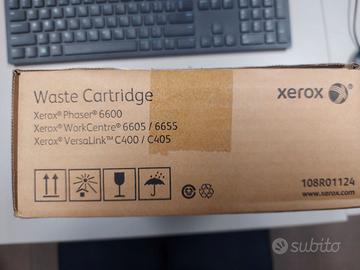 Waste Cartridge
Xerox® Phaser® 6600
Xerox® WorkCentre® 6605 / 6655
Xerox® VersaLink™ C400 / C405
xerox
108R01124
www.xerox.com
subito